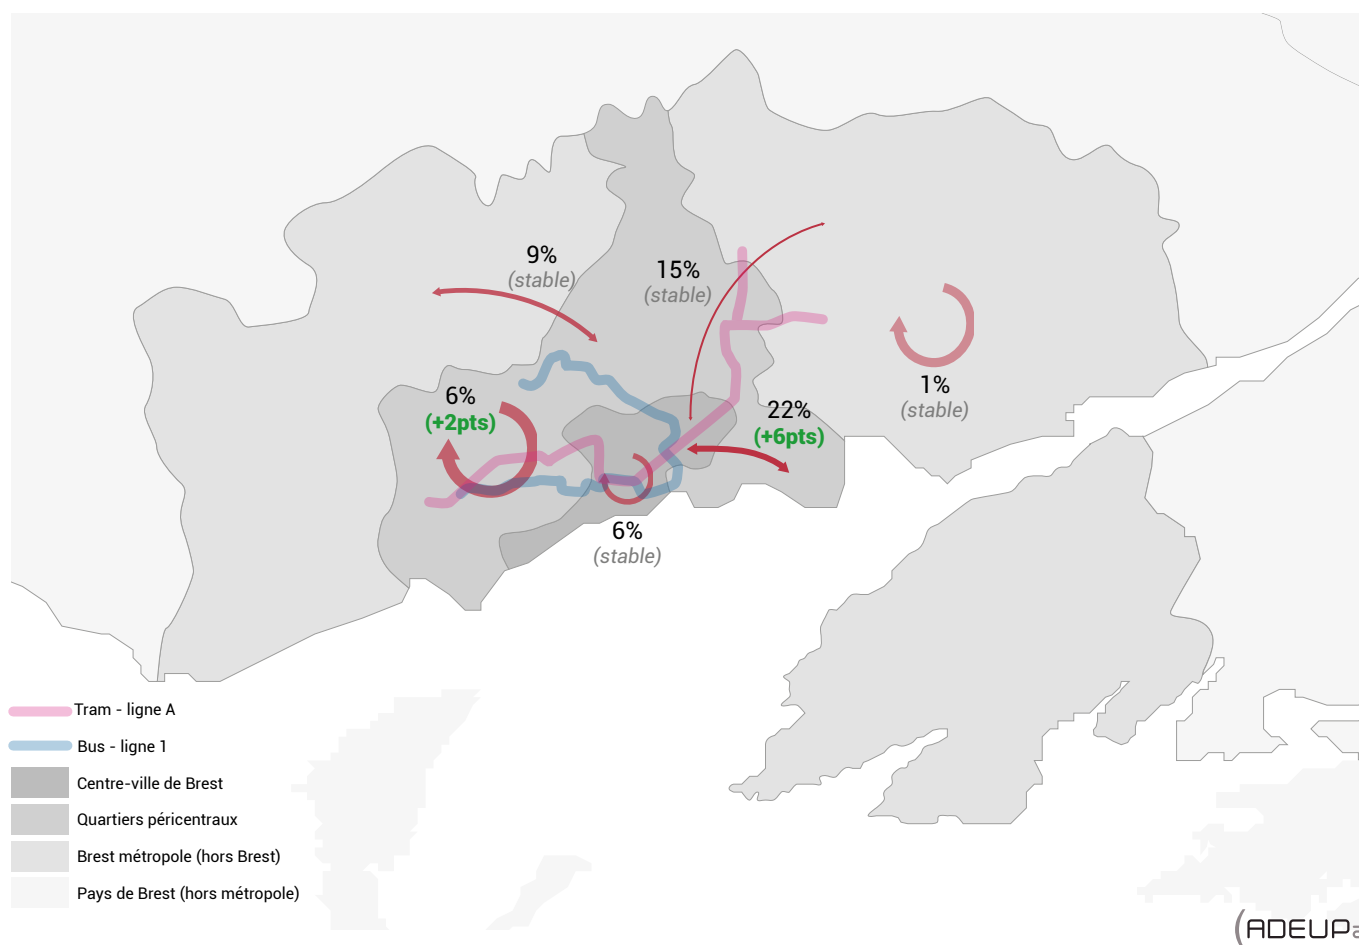 9%
(stable)
15%
(stable)
1%
(stable)
6%
(+2pts)
22%
(+6pts)
6%
(stable)
Tram - ligne A
Bus - ligne 1
Centre-ville de Brest
Quartiers péricentraux
Brest métropole (hors Brest)
Pays de Brest (hors métropole)
(ADEUPa